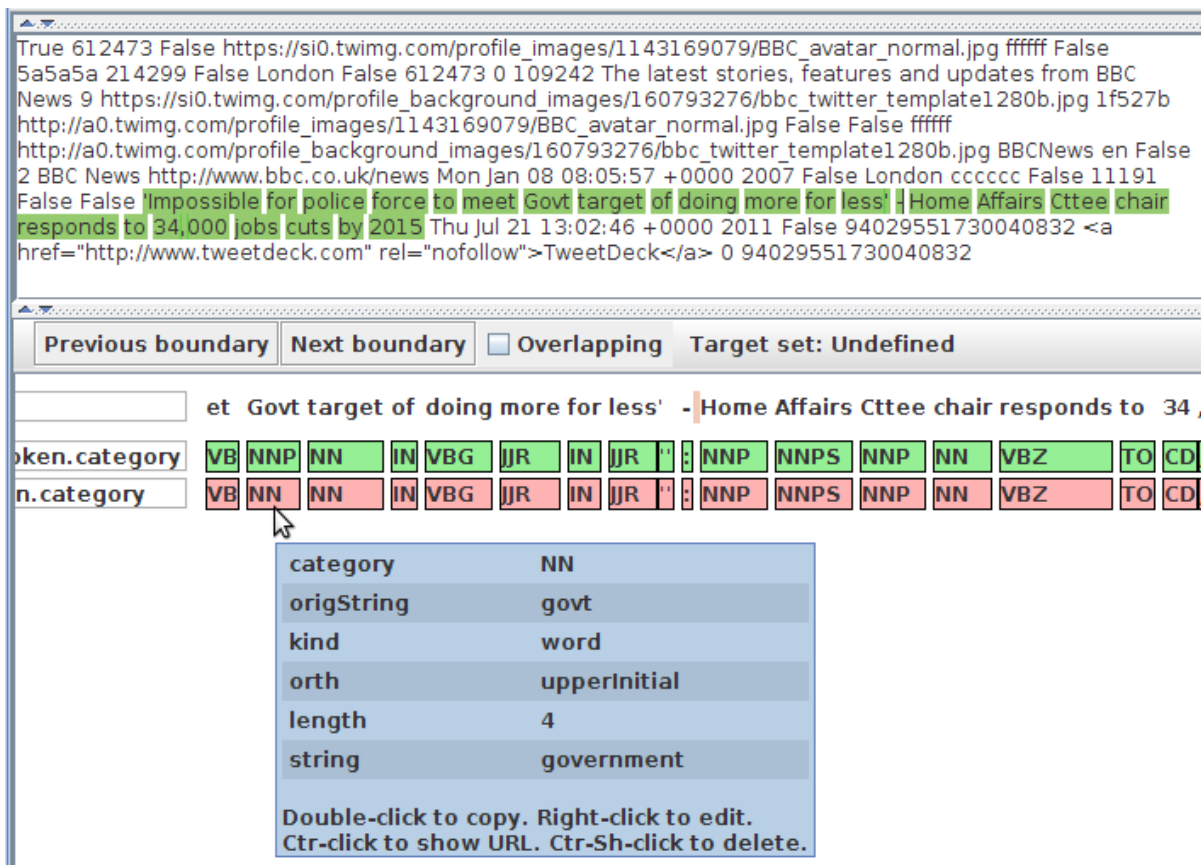 True 612473 False https://si0.twimg.com/profile_images/1143169079/BBC_avatar_normal.jpg ffffff False
5a5a5a 214299 False London False 612473 0 109242 The latest stories, features and updates from BBC
News 9 https://si0.twimg.com/profile_background_images/160793276/bbc_twitter_template1280b.jpg 1f527b
http://a0.twimg.com/profile_images/1143169079/BBC_avatar_normal.jpg False False ffffff
http://a0.twimg.com/profile_background_images/160793276/bbc_twitter_template1280b.jpg BBCNews en False
2 BBC News http://www.bbc.co.uk/news Mon Jan 08 08:05:57 +0000 2007 False London cccccc False 11191
False False 'Impossible for police force to meet Govt target of doing more for less' - Home Affairs Cttee chair
responds to 34,000 jobs cuts by 2015 Thu Jul 21 13:02:46 +0000 2011 False 94029551730040832 <a
href="http://www.tweetdeck.com" rel="nofollow">TweetDeck</a> 0 94029551730040832
Previous boundary Next boundary Overlapping Target set: Undefined
et Govt target of doing more for less' - Home Affairs Cttee chair responds to 34 ,
oken.category VB NNP NN IN VBG JJR IN JJR '' : NNP NNPS NNP NN VBZ TO CD
n.category VB NN NN IN VBG JJR IN JJR '' : NNP NNPS NNP NN VBZ TO CD
category NN
origString govt
kind word
orth upperInitial
length 4
string government
Double-click to copy. Right-click to edit.
Ctr-click to show URL. Ctr-Sh-click to delete.